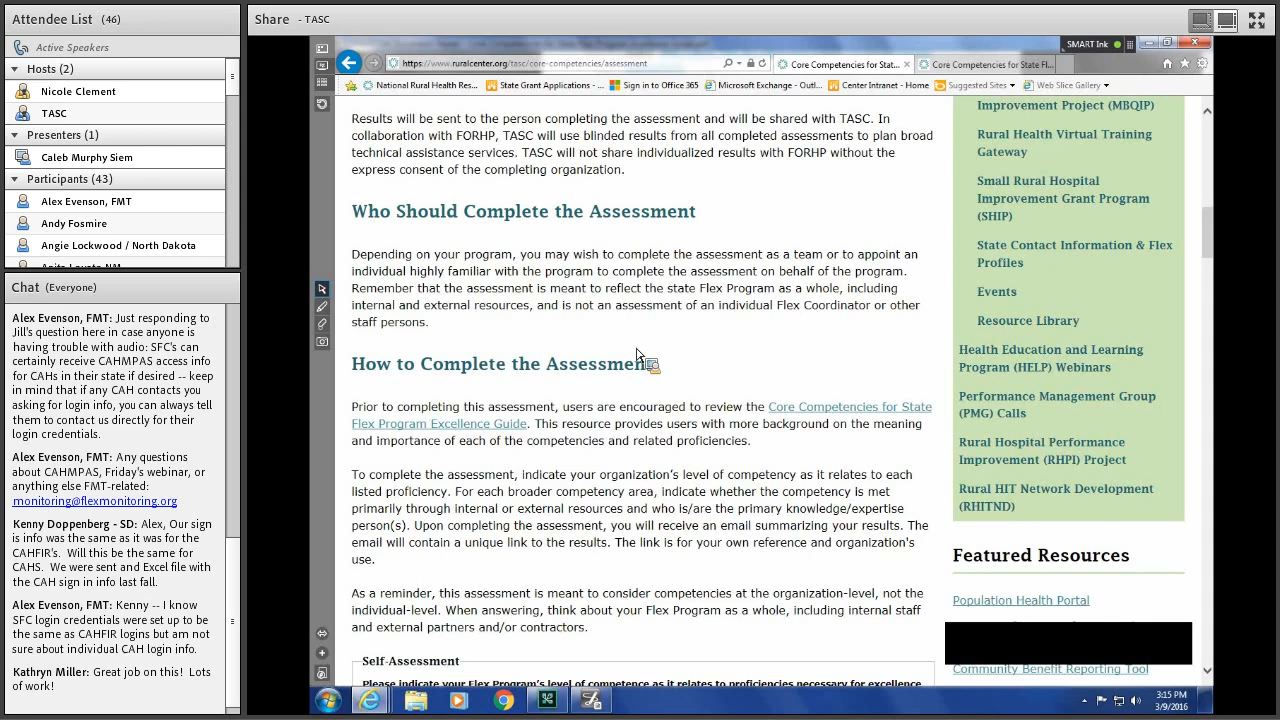 Attendee List (46)
Active Speakers
Hosts (2)
Nicole Clement
TASC
Presenters (1)
Caleb Murphy Siem
Participants (43)
Alex Evenson, FMT
Andy Fosmire
Angie Lockwood / North Dakota
Chat (Everyone)
Alex Evenson, FMT: Just responding to
Jill's question here in case anyone is
having trouble with audio: SFC's can
certainly receive CAHMPAS access info
for CAHs in their state if desired -- keep
in mind that if any CAH contacts you
asking for login info, you can always tell
them to contact us directly for their
login credentials.
Alex Evenson, FMT: Any questions
about CAHMPAS, Friday's webinar, or
anything else FMT-related:
monitoring@flexmonitoring.org
Kenny Doppenberg - SD: Alex, Our sign
is info was the same as it was for the
CAHFIR's. Will this be the same for
CAHS. We were sent and Excel file with
the CAH sign in info last fall.
Alex Evenson, FMT: Kenny -- I know
SFC login credentials were set up to be
the same as CAHFIR logins but am not
sure about individual CAH login info.
Kathryn Miller: Great job on this! Lots
of work!
Share - TASC
SMART Ink
https://www.ruralcenter.org/tasc/core-competencies/assessment
Core Competencies for Stat...
Core Competencies for State Fl...
National Rural Health Res...
State Grant Applications - ...
Sign in to Office 365
Microsoft Exchange - Outl...
Center Intranet - Home
Suggested Sites
Web Slice Gallery
Results will be sent to the person completing the assessment and will be shared with TASC. In
collaboration with FORHP, TASC will use blinded results from all completed assessments to plan broad
technical assistance services. TASC will not share individualized results with FORHP without the
express consent of the completing organization.
Who Should Complete the Assessment
Depending on your program, you may wish to complete the assessment as a team or to appoint an
individual highly familiar with the program to complete the assessment on behalf of the program.
Remember that the assessment is meant to reflect the state Flex Program as a whole, including
internal and external resources, and is not an assessment of an individual Flex Coordinator or other
staff persons.
How to Complete the Assessment
Prior to completing this assessment, users are encouraged to review the Core Competencies for State
Flex Program Excellence Guide. This resource provides users with more background on the meaning
and importance of each of the competencies and related proficiencies.
To complete the assessment, indicate your organization's level of competency as it relates to each
listed proficiency. For each broader competency area, indicate whether the competency is met
primarily through internal or external resources and who is/are the primary knowledge/expertise
person(s). Upon completing the assessment, you will receive an email summarizing your results. The
email will contain a unique link to the results. The link is for your own reference and organization's
use.
As a reminder, this assessment is meant to consider competencies at the organization-level, not the
individual-level. When answering, think about your Flex Program as a whole, including internal staff
and external partners and/or contractors.
Self-Assessment
Please indicate your Flex Program's level of competence as it relates to proficiencies necessary for excellence
Improvement Project (MBQIP)
Rural Health Virtual Training
Gateway
Small Rural Hospital
Improvement Grant Program
(SHIP)
State Contact Information & Flex
Profiles
Events
Resource Library
Health Education and Learning
Program (HELP) Webinars
Performance Management Group
(PMG) Calls
Rural Hospital Performance
Improvement (RHPI) Project
Rural HIT Network Development
(RHITND)
Featured Resources
Population Health Portal
Community Benefit Reporting Tool
3:15 PM
3/9/2016